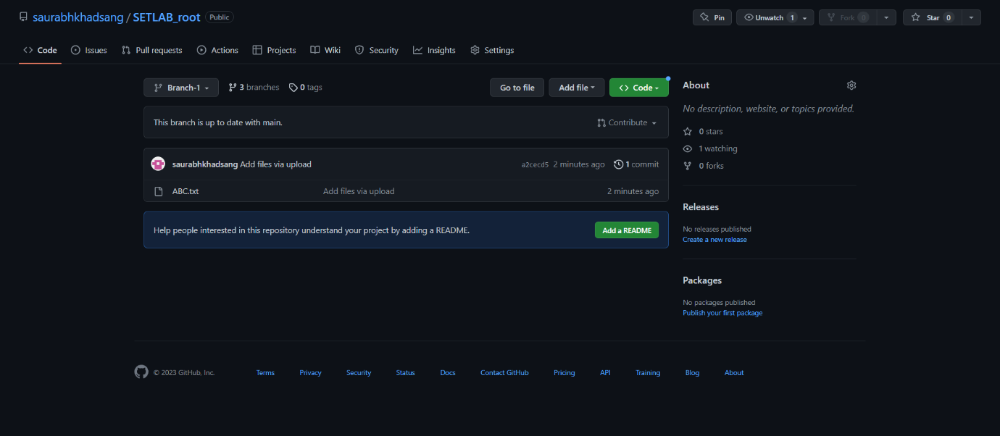 saurabhkhadsang / SETLAB_root Public
Pin Unwatch 1 Fork 0 Star 0
Code Issues Pull requests Actions Projects Wiki Security Insights Settings
Branch-1 3 branches 0 tags Go to file Add file Code
This branch is up to date with main. Contribute
saurabhkhadsang Add files via upload a2cecd5 2 minutes ago 1 commit
ABC.txt Add files via upload 2 minutes ago
Help people interested in this repository understand your project by adding a README. Add a README
About
No description, website, or topics provided.
0 stars
1 watching
0 forks
Releases
No releases published
Create a new release
Packages
No packages published
Publish your first package
© 2023 GitHub, Inc. Terms Privacy Security Status Docs Contact GitHub Pricing API Training Blog About